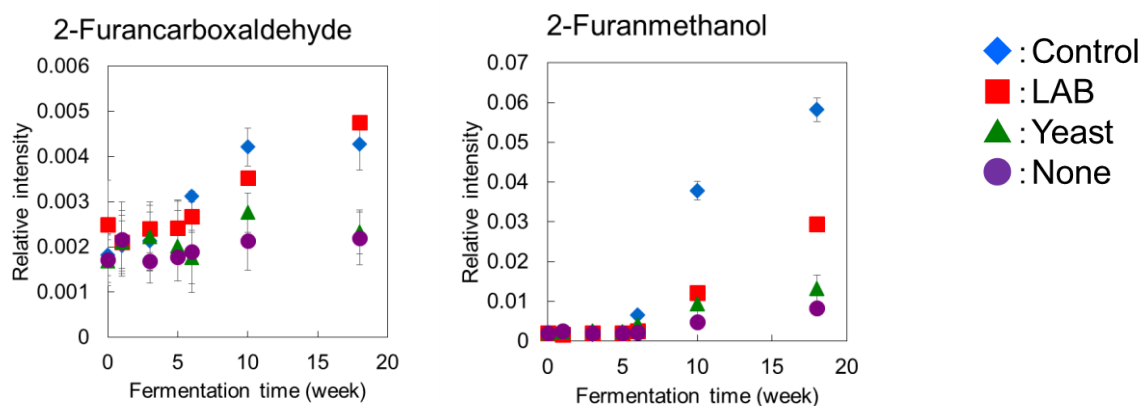 2-Furancarboxaldehyde
Relative intensity
0.006
0.005
0.004
0.003
0.002
0.001
0
0 5 10 15 20
Fermentation time (week)
2-Furanmethanol
Relative intensity
0.07
0.06
0.05
0.04
0.03
0.02
0.01
0
0 5 10 15 20
Fermentation time (week)
: Control
: LAB
: Yeast
: None